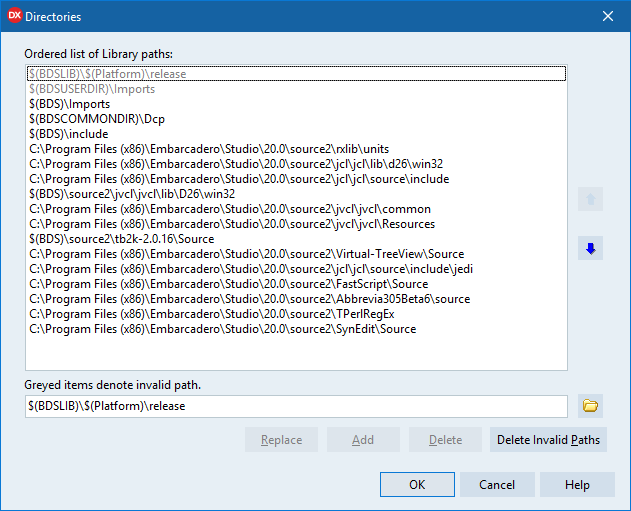 DX Directories
Ordered list of Library paths:
$(BDSLIB)\$(Platform)\release
$(BDSUSERDIR)\Imports
$(BDS)\Imports
$(BDSCOMMONDIR)\Dcp
$(BDS)\include
C:\Program Files (x86)\Embarcadero\Studio\20.0\source2\rxlib\units
C:\Program Files (x86)\Embarcadero\Studio\20.0\source2\jcl\jcl\lib\d26\win32
C:\Program Files (x86)\Embarcadero\Studio\20.0\source2\jcl\jcl\source\include
$(BDS)\source2\jvcl\jvcl\lib\D26\win32
C:\Program Files (x86)\Embarcadero\Studio\20.0\source2\jvcl\jvcl\common
C:\Program Files (x86)\Embarcadero\Studio\20.0\source2\jvcl\jvcl\Resources
$(BDS)\source2\tb2k-2.0.16\Source
C:\Program Files (x86)\Embarcadero\Studio\20.0\source2\Virtual-TreeView\Source
C:\Program Files (x86)\Embarcadero\Studio\20.0\source2\jcl\jcl\source\include\jedi
C:\Program Files (x86)\Embarcadero\Studio\20.0\source2\FastScript\Source
C:\Program Files (x86)\Embarcadero\Studio\20.0\source2\Abbrevia305Beta6\source
C:\Program Files (x86)\Embarcadero\Studio\20.0\source2\TPerlRegEx
C:\Program Files (x86)\Embarcadero\Studio\20.0\source2\SynEdit\Source
Greyed items denote invalid path.
$(BDSLIB)\$(Platform)\release
Replace Add Delete Delete Invalid Paths
OK Cancel Help